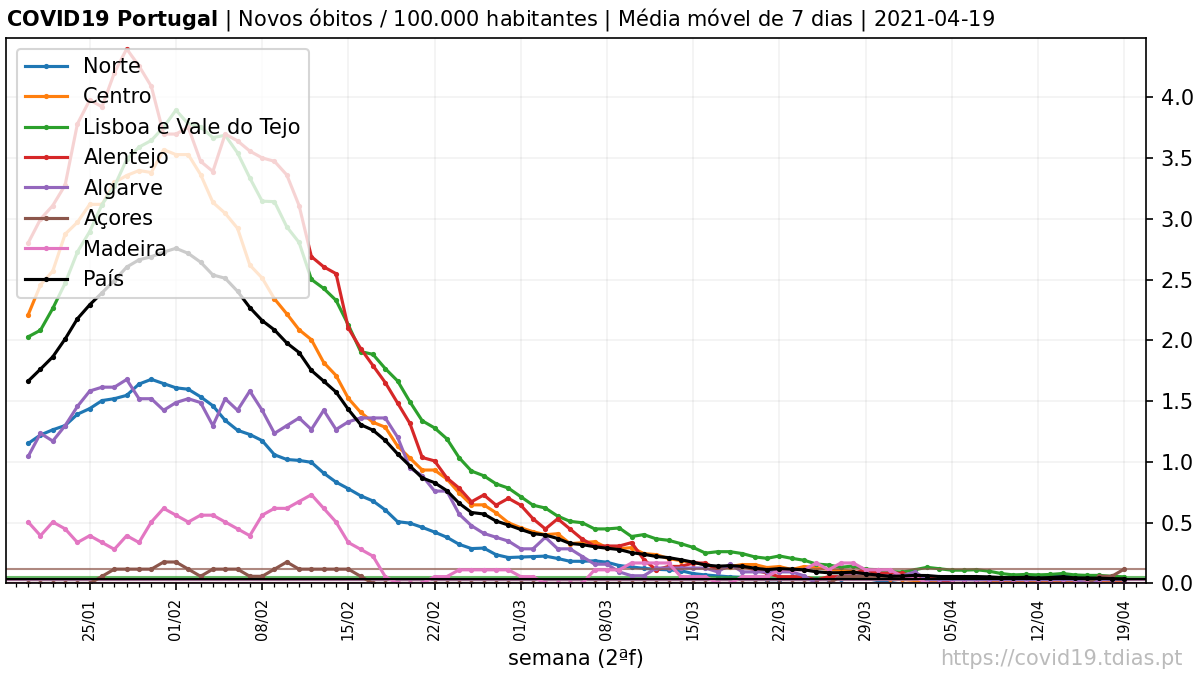 COVID19 Portugal | Novos óbitos / 100.000 habitantes | Média móvel de 7 dias | 2021-04-19
Norte
Centro
Lisboa e Vale do Tejo
Alentejo
Algarve
Açores
Madeira
País
4.0
3.5
3.0
2.5
2.0
1.5
1.0
0.5
0.0
25/01
01/02
08/02
15/02
22/02
01/03
08/03
15/03
22/03
29/03
05/04
12/04
19/04
semana (2ªf)
https://covid19.tdias.pt